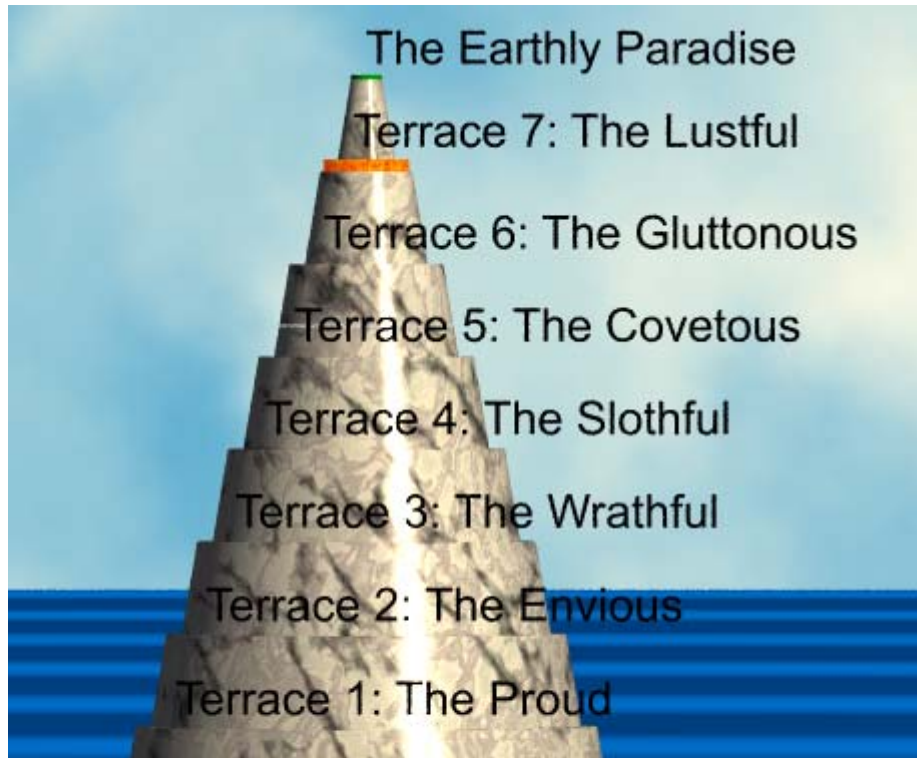 The Earthly Paradise
Terrace 7: The Lustful
Terrace 6: The Gluttonous
Terrace 5: The Covetous
Terrace 4: The Slothful
Terrace 3: The Wrathful
Terrace 2: The Envious
Terrace 1: The Proud